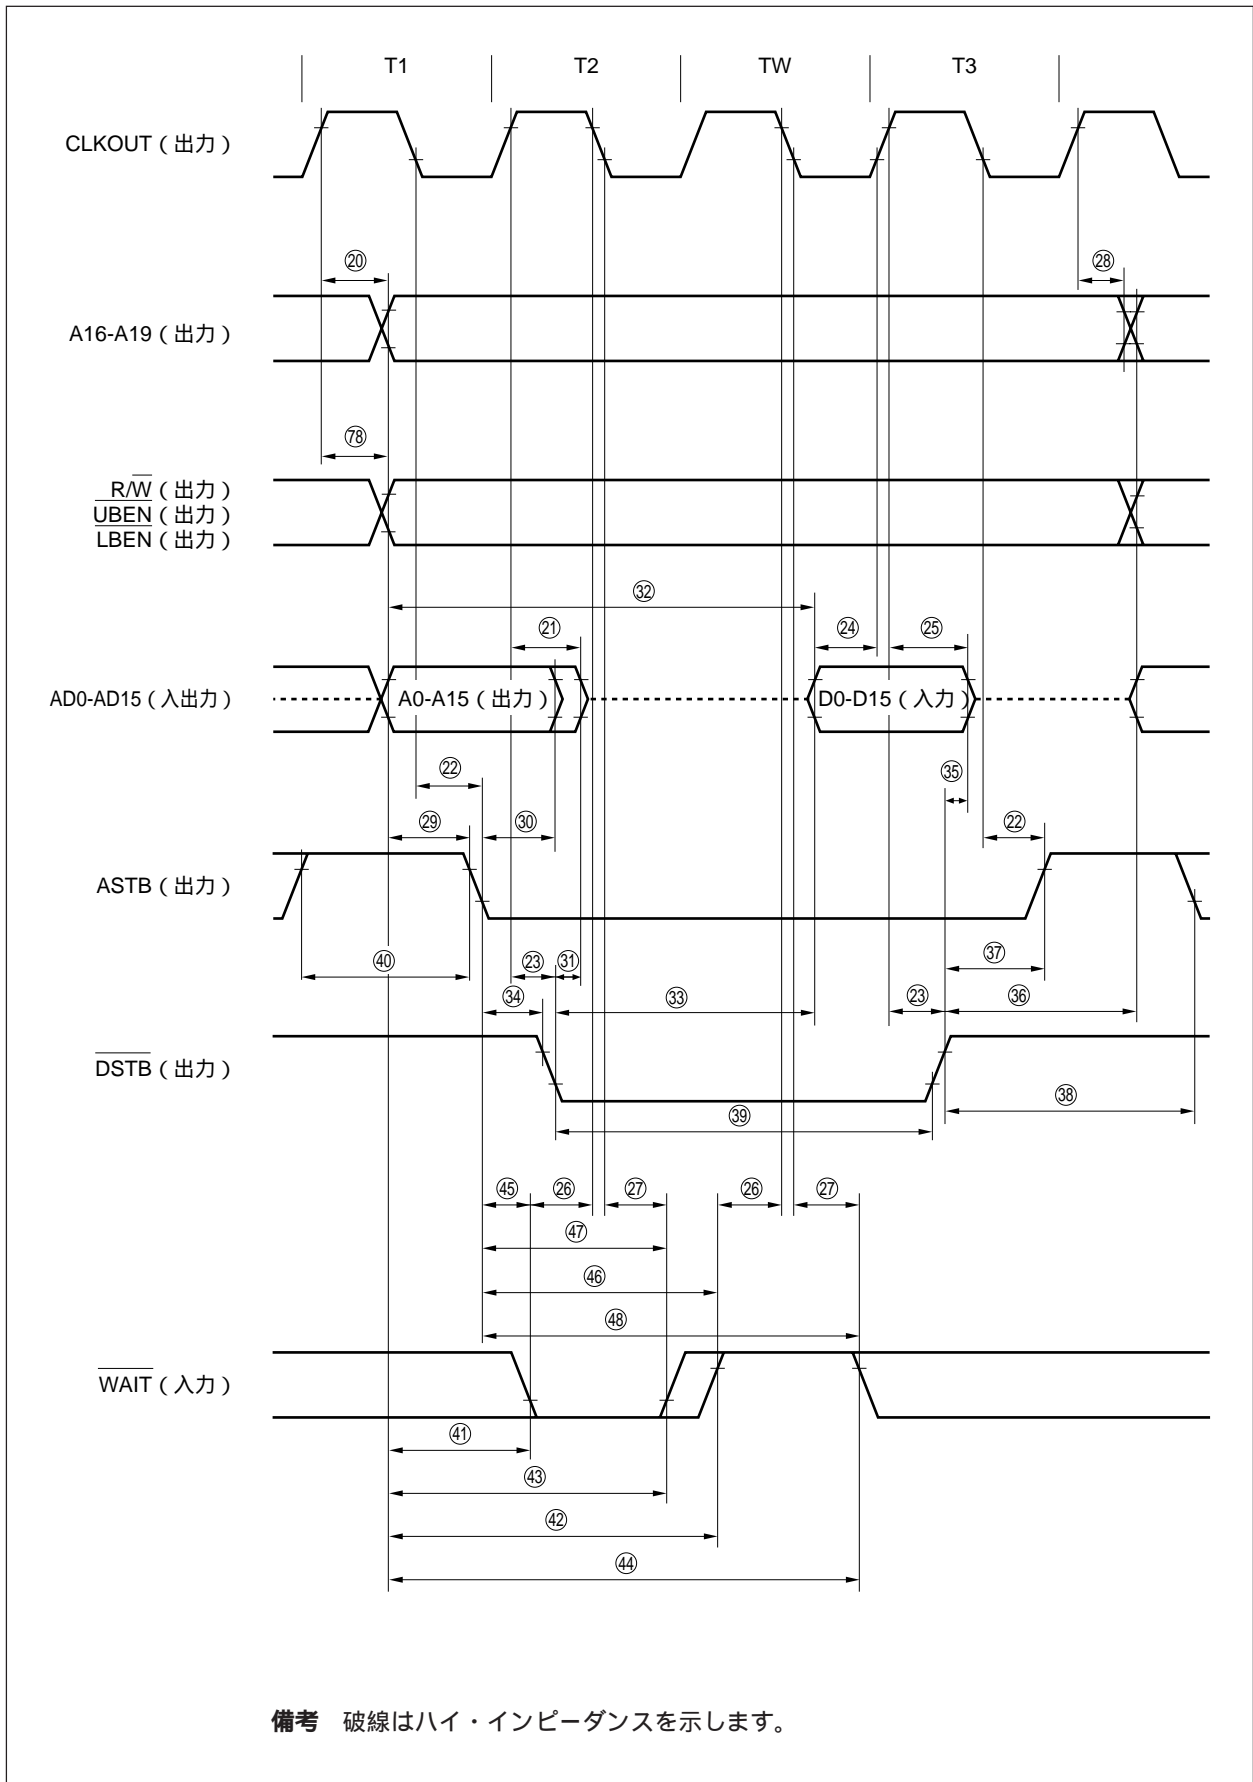 T1 T2 TW T3
CLKOUT（出力）
⑳ ㉘
A16-A19（出力）
78
R/W（出力）
UBEN（出力）
LBEN（出力）
㉜
㉑ ㉔ ㉕
AD0-AD15（入出力） A0-A15（出力） D0-D15（入力）
㉒ ㉟
㉙ ㉚ ㉒
ASTB（出力）
㊵ ㉓ ㉛ ㊲
㉞ ㉝ ㉓ ㊱
DSTB（出力）
㊳
㊴
㊺ ㉖ ㉗ ㉖ ㉗
㊼
㊻
㊽
WAIT（入力）
㊶
㊸
㊷
㊹
備考 破線はハイ・インピーダンスを示します。